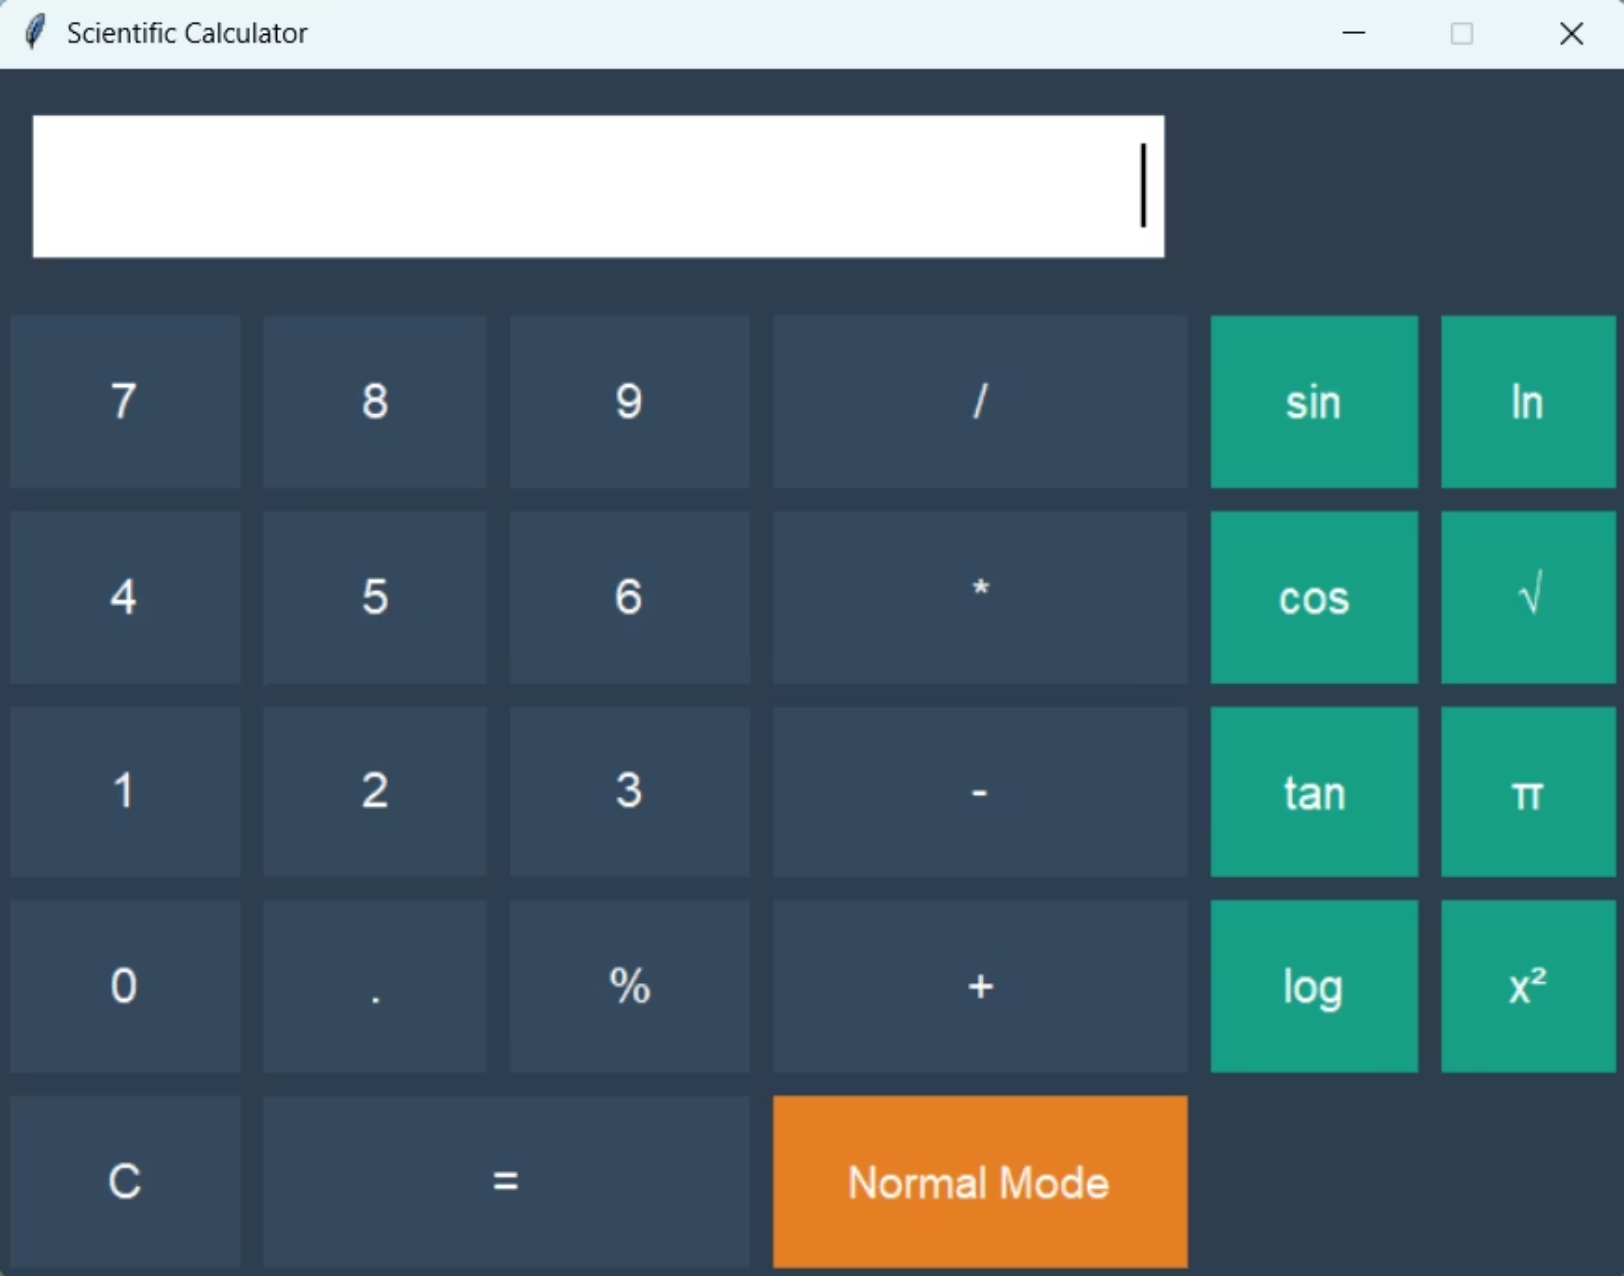 Scientific Calculator
7 8 9 / sin ln
4 5 6 * cos √
1 2 3 - tan π
0 . % + log x²
C = Normal Mode